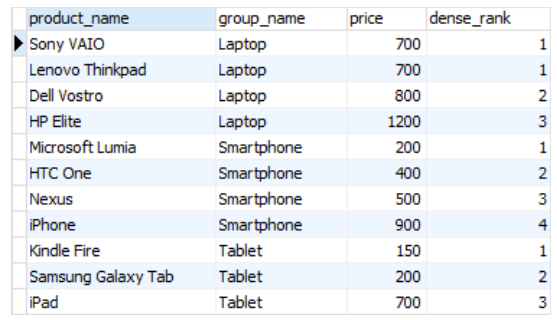 product_name group_name price dense_rank
Sony VAIO Laptop 700 1
Lenovo Thinkpad Laptop 700 1
Dell Vostro Laptop 800 2
HP Elite Laptop 1200 3
Microsoft Lumia Smartphone 200 1
HTC One Smartphone 400 2
Nexus Smartphone 500 3
iPhone Smartphone 900 4
Kindle Fire Tablet 150 1
Samsung Galaxy Tab Tablet 200 2
iPad Tablet 700 3